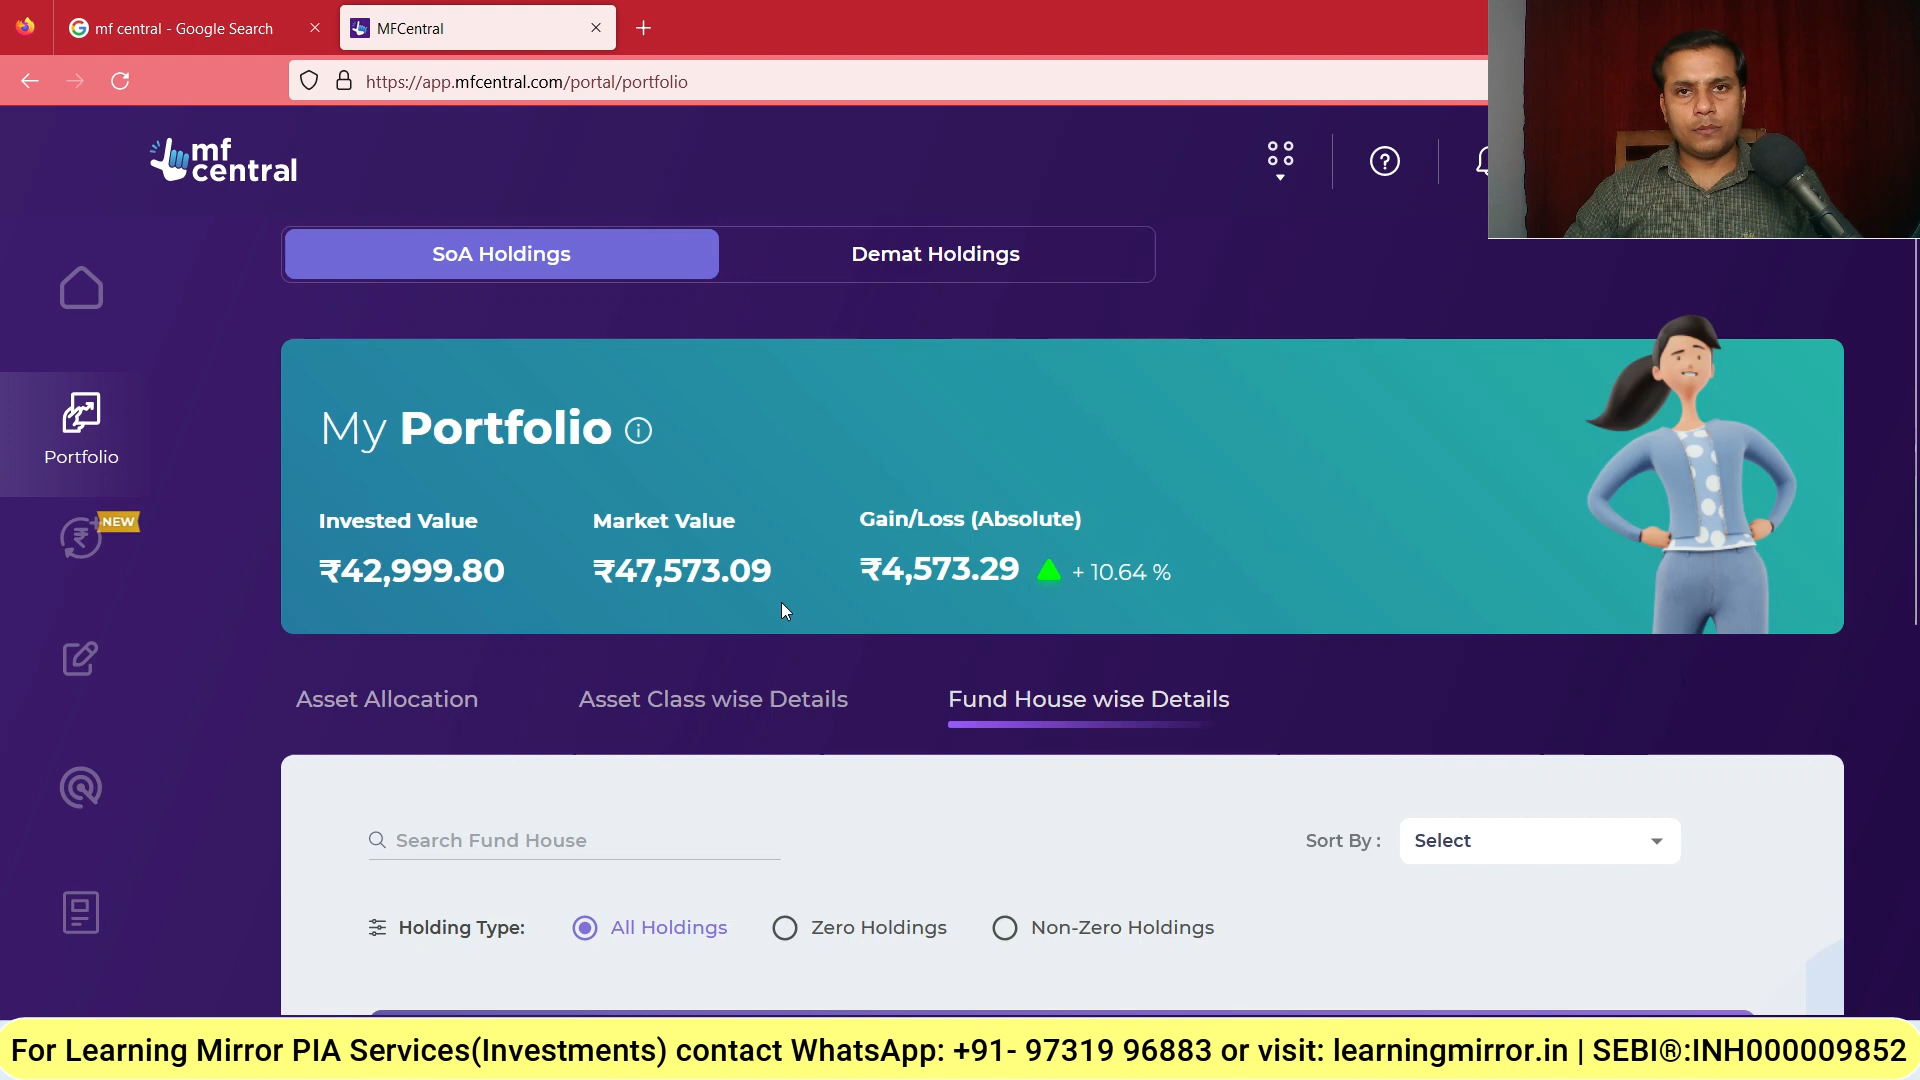 mf central - Google Search
MFCentral
https://app.mfcentral.com/portal/portfolio
mf
central
SoA Holdings
Demat Holdings
My Portfolio
Portfolio
Invested Value
Market Value
Gain/Loss (Absolute)
₹42,999.80
₹47,573.09
₹4,573.29
+ 10.64 %
NEW
Asset Allocation
Asset Class wise Details
Fund House wise Details
Search Fund House
Sort By :
Select
Holding Type:
All Holdings
Zero Holdings
Non-Zero Holdings
For Learning Mirror PIA Services(Investments) contact WhatsApp: +91- 97319 96883 or visit: learningmirror.in | SEBI®:INH000009852